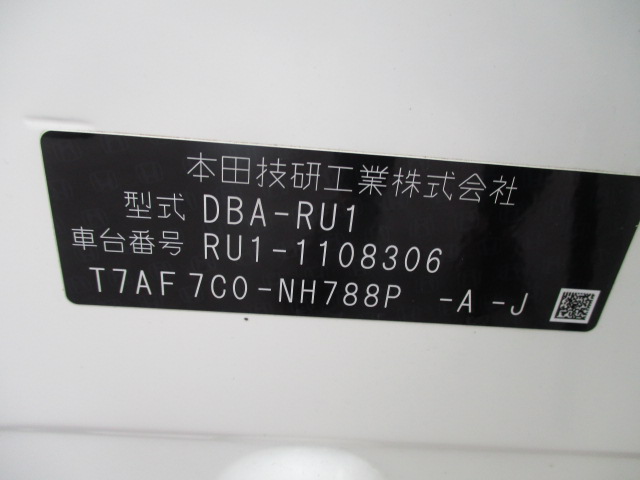 本田技研工業株式会社
型式 DBA-RU1
車台番号 RU1-1108306
T7AF7C0-NH788P -A-J